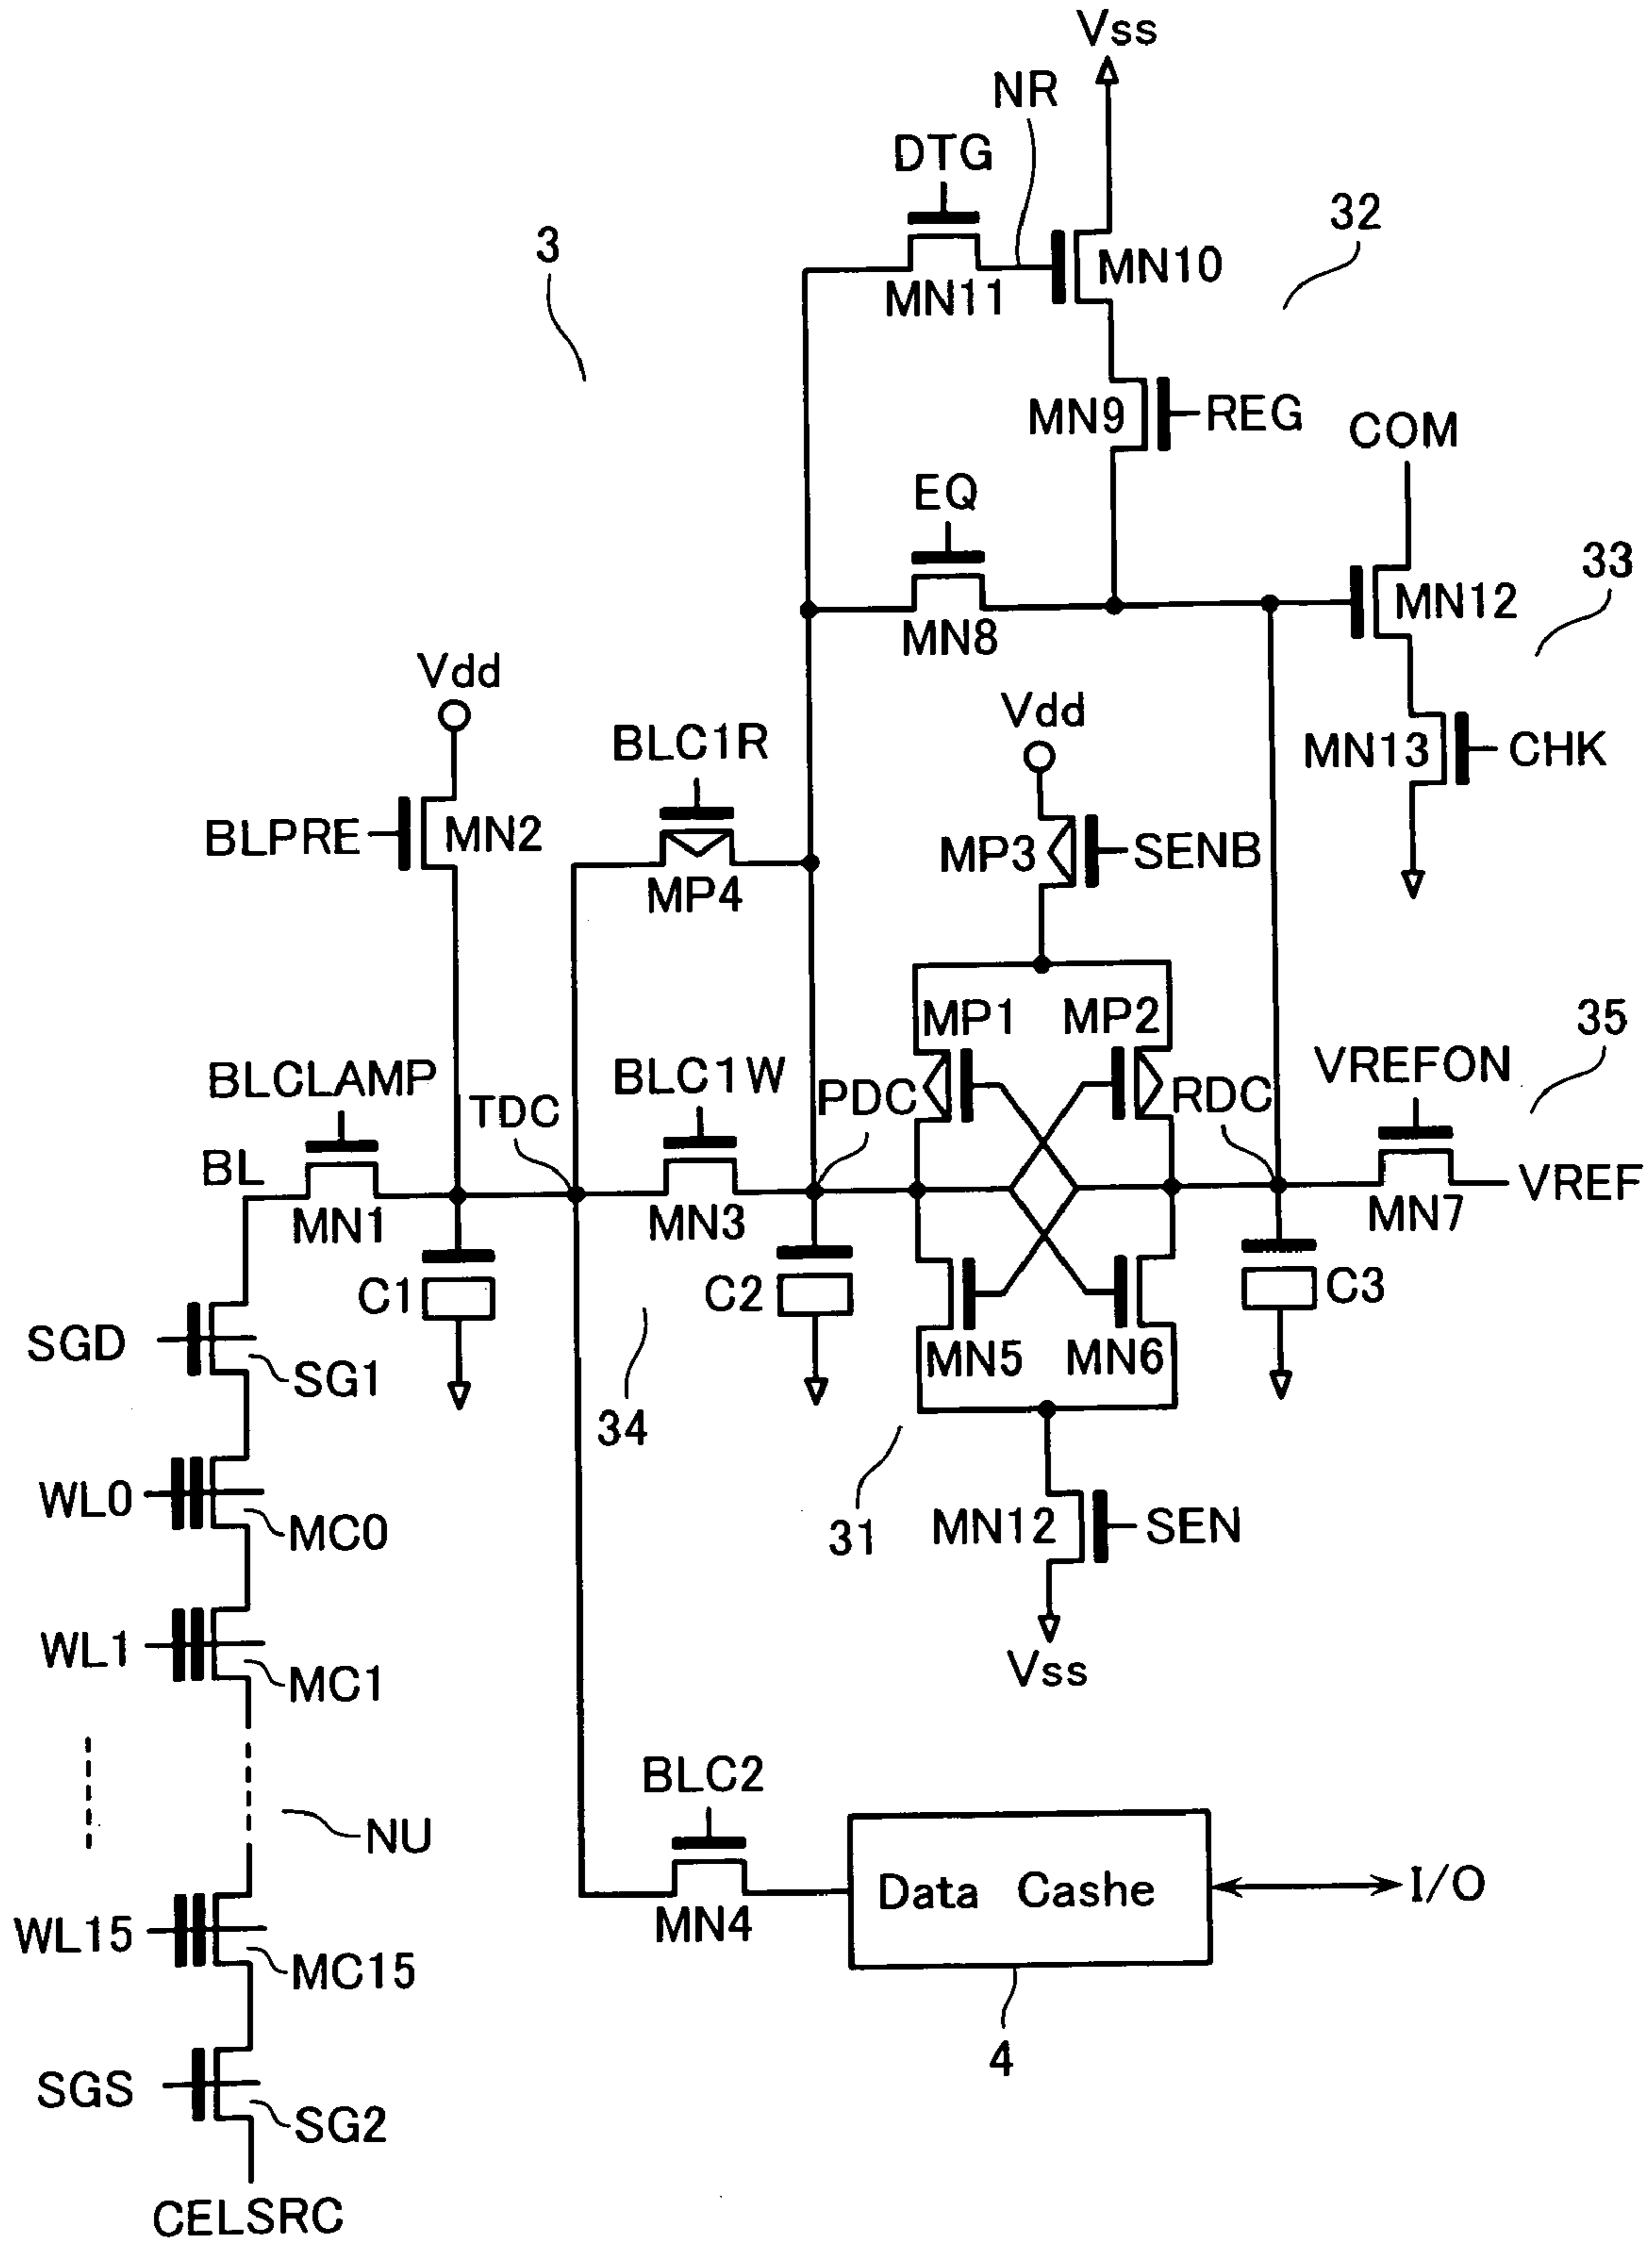 Vss
NR
DTG
32
3
MN10
MN11
MN9
REG
COM
EQ
33
MN12
MN8
Vdd
Vdd
BLC1R
MN13
CHK
BLPRE
MN2
MP3
SENB
MP4
MP1
MP2
35
BLCLAMP
BLC1W
VREFON
TDC
PDC
RDC
BL
VREF
MN1
MN3
MN7
C1
C2
C3
SGD
SG1
MN5
MN6
34
WL0
MC0
31
MN12
SEN
WL1
MC1
Vss
BLC2
NU
Data Cashe
I/O
WL15
MN4
MC15
4
SGS
SG2
CELSRC